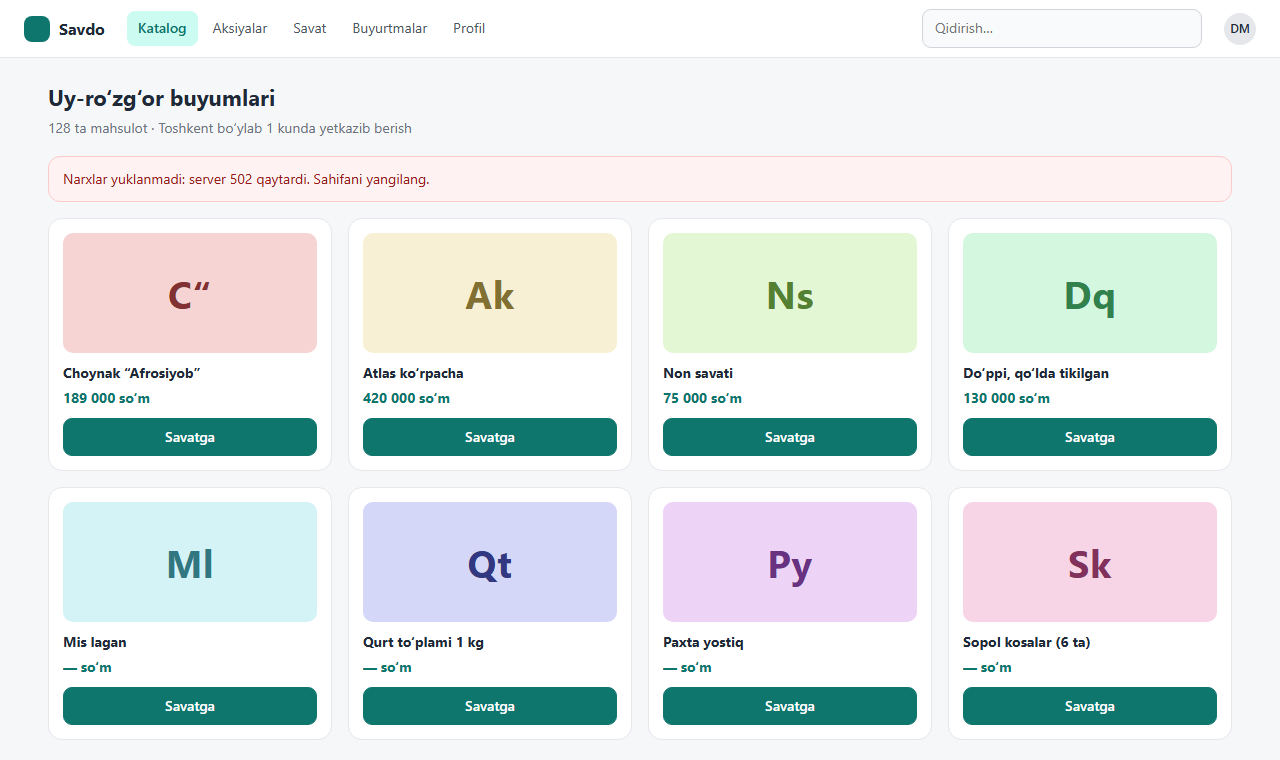 Savdo Katalog Aksiyalar Savat Buyurtmalar Profil Qidirish... DM
Uy-roʻzgʻor buyumlari
128 ta mahsulot · Toshkent boʻylab 1 kunda yetkazib berish
Narxlar yuklanmadi: server 502 qaytardi. Sahifani yangilang.
C“ Ak Ns Dq
Choynak “Afrosiyob” Atlas koʻrpacha Non savati Doʻppi, qoʻlda tikilgan
189 000 soʻm 420 000 soʻm 75 000 soʻm 130 000 soʻm
Savatga Savatga Savatga Savatga
Ml Qt Py Sk
Mis lagan Qurt toʻplami 1 kg Paxta yostiq Sopol kosalar (6 ta)
— soʻm — soʻm — soʻm — soʻm
Savatga Savatga Savatga Savatga